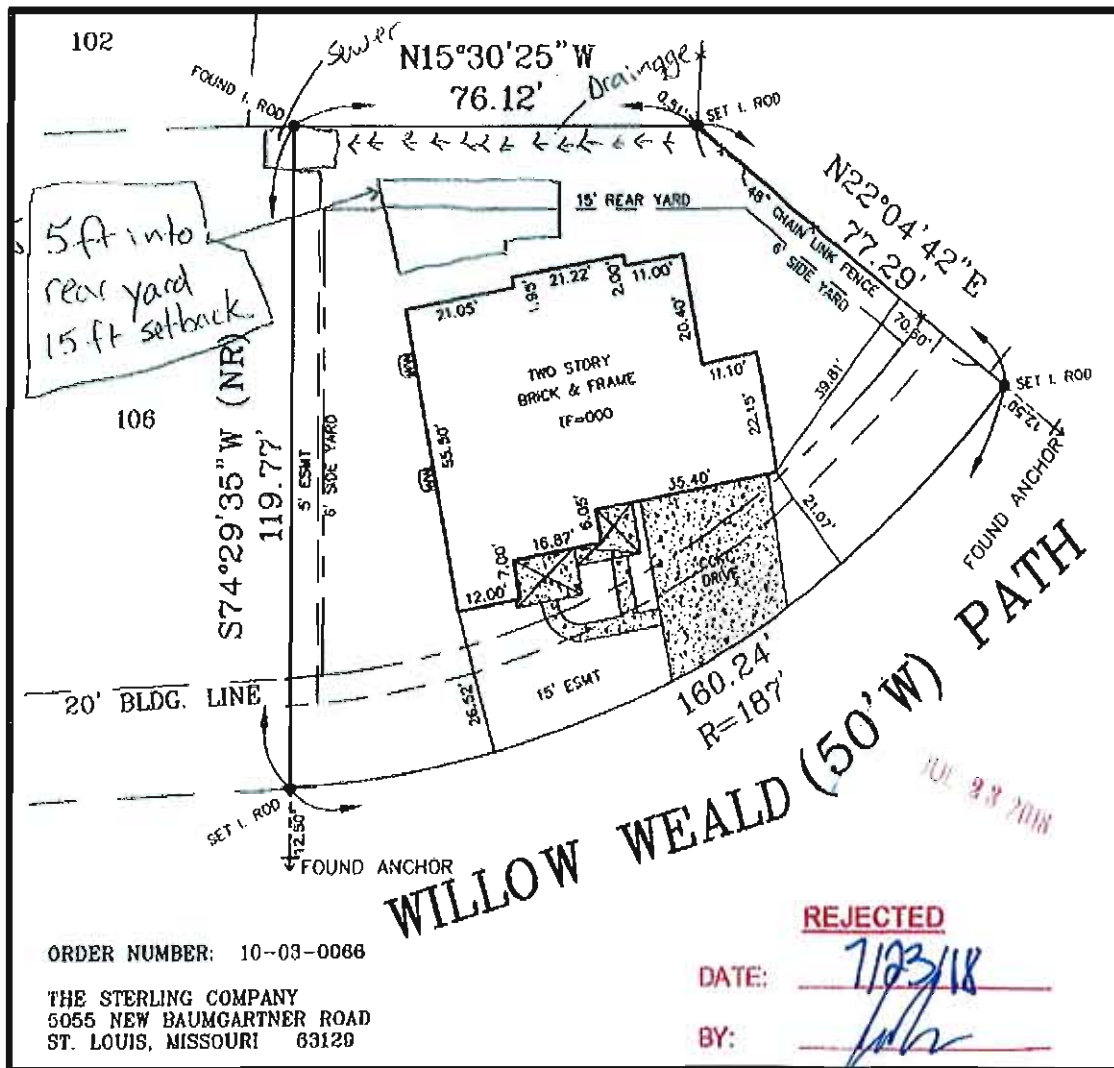 102
Sewer
N15°30'25"W
76.12'
Drainage
FOUND I. ROD
0.51'
SET I. ROD
N22°04'42"E
77.29'
48" CHAIN LINK FENCE
15' REAR YARD
6' SIDE YARD
5ft into
rear yard
15ft setback
21.05'
1.95'
21.22'
2.00'
11.00'
20.40'
11.10'
22.15'
70.60'
39.81'
TWO STORY
BRICK & FRAME
TF=000
WW
WW
55.50'
106
S74°29'35"W (NR)
119.77'
5' ESMT
6' SIDE YARD
SET I. ROD
12.50'
FOUND ANCHOR
35.40'
6.05'
16.87'
7.00'
12.00'
21.07'
CONC.
DRIVE
20' BLDG. LINE
26.52'
15' ESMT
160.24'
R=187'
WILLOW WEALD (50'W) PATH
JUL 23 2018
SET I. ROD
12.50'
FOUND ANCHOR
ORDER NUMBER: 10-03-0066
THE STERLING COMPANY
5055 NEW BAUMGARTNER ROAD
ST. LOUIS, MISSOURI 63129
REJECTED
DATE: 7/23/18
BY: